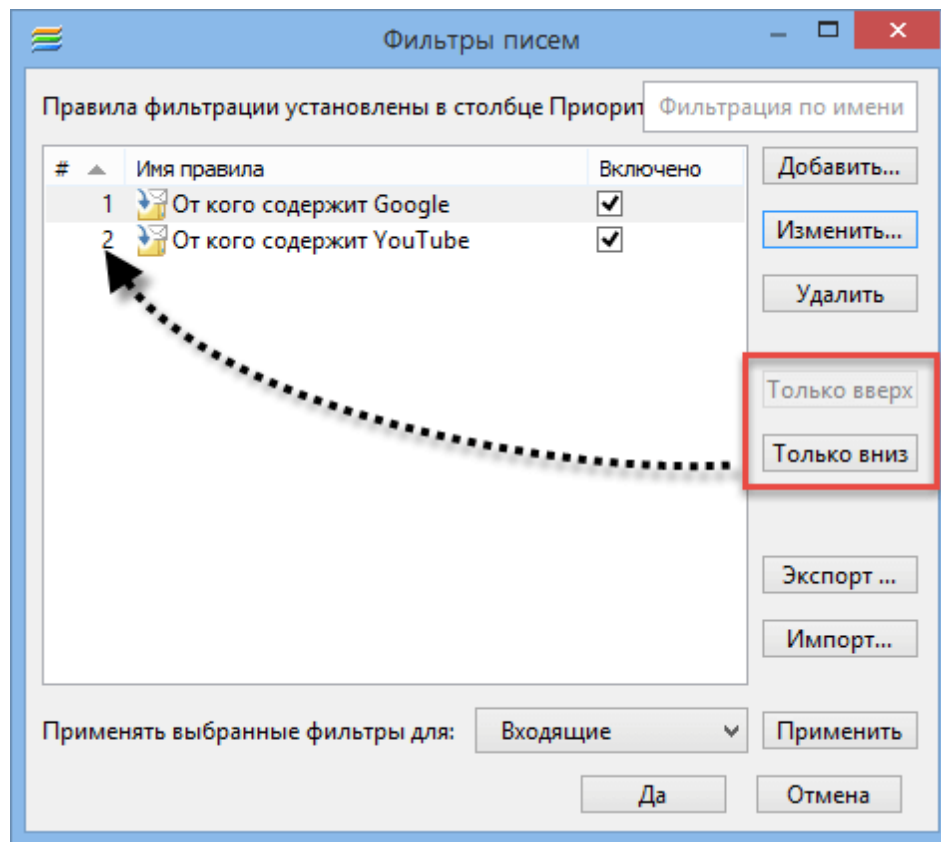 Фильтры писем
Правила фильтрации установлены в столбце Приорит
Фильтрация по имени
# Имя правила Включено
1 От кого содержит Google
2 От кого содержит YouTube
Добавить...
Изменить...
Удалить
Только вверх
Только вниз
Экспорт ...
Импорт...
Применять выбранные фильтры для: Входящие Применить
Да Отмена